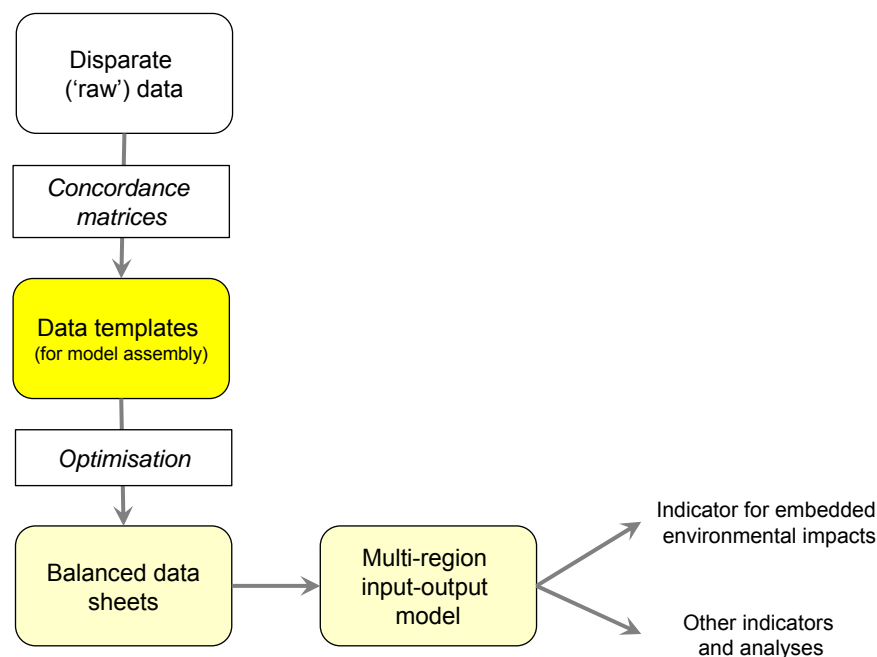 Disparate
(‘raw’) data
Concordance
matrices
Data templates
(for model assembly)
Optimisation
Balanced data
sheets
Multi-region
input-output
model
Indicator for embedded
environmental impacts
Other indicators
and analyses